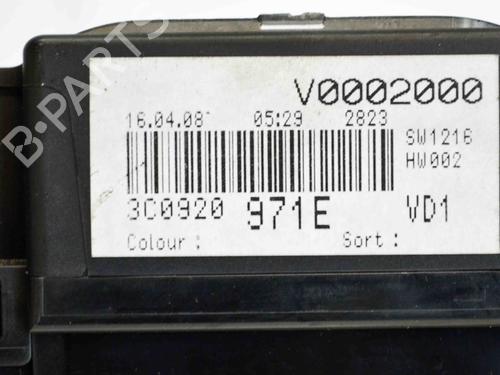 V0002000
16.04.08 05:29 2823
SW1216
HW002
3C0920 971E VD1
Colour : Sort :
B-PARTS